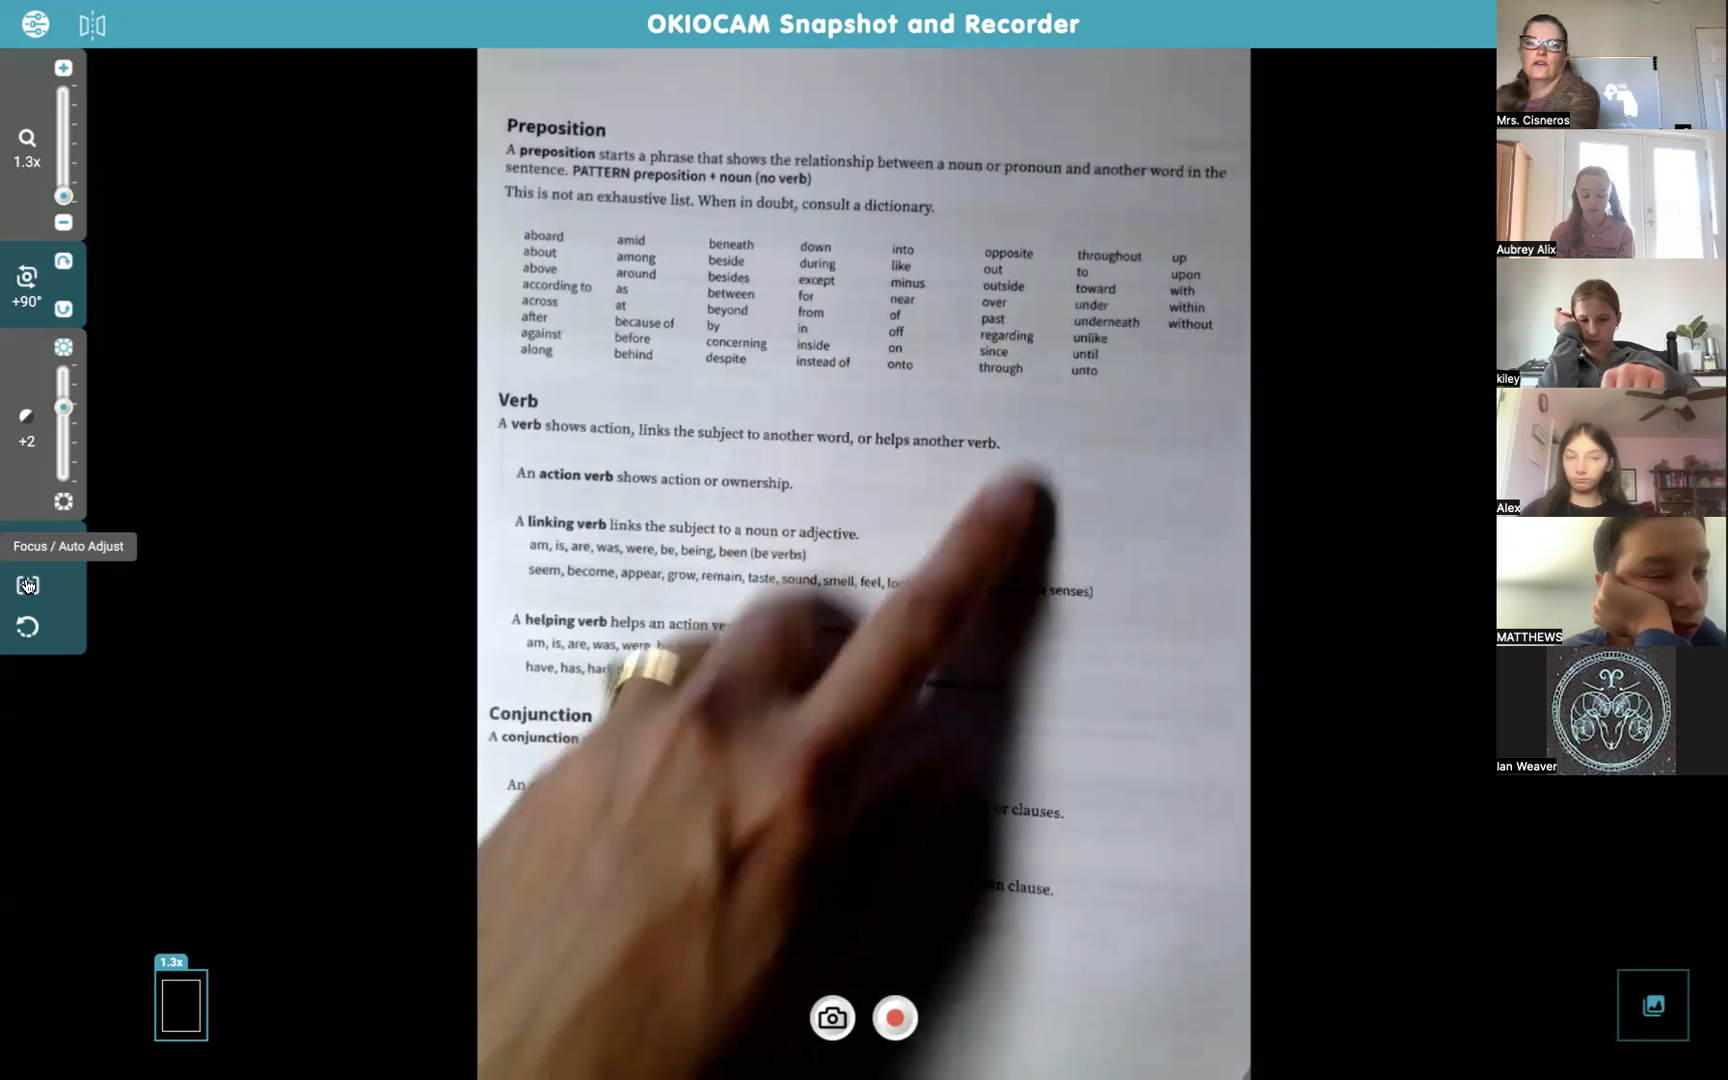 OKIOCAM Snapshot and Recorder
1.3x
+90°
+2
Focus / Auto Adjust
1.3x
Preposition
A preposition starts a phrase that shows the relationship between a noun or pronoun and another word in the
sentence. PATTERN preposition + noun (no verb)
This is not an exhaustive list. When in doubt, consult a dictionary.
aboard amid beneath down into opposite throughout up
about among beside during like out to upon
above around besides except minus outside toward with
according to as between for near over under within
across at beyond from of past underneath without
after because of by in off regarding unlike
against before concerning inside on since until
along behind despite instead of onto through unto
Verb
A verb shows action, links the subject to another word, or helps another verb.
An action verb shows action or ownership.
A linking verb links the subject to a noun or adjective.
am, is, are, was, were, be, being, been (be verbs)
seem, become, appear, grow, remain, taste, sound, smell, feel, senses)
A helping verb helps an action
am, is, are, was, were
have, has,
Conjunction
A conjunction
An or clauses.
clause.
Mrs. Cisneros
Aubrey Alix
kiley
Alex
MATTHEWS
Ian Weaver